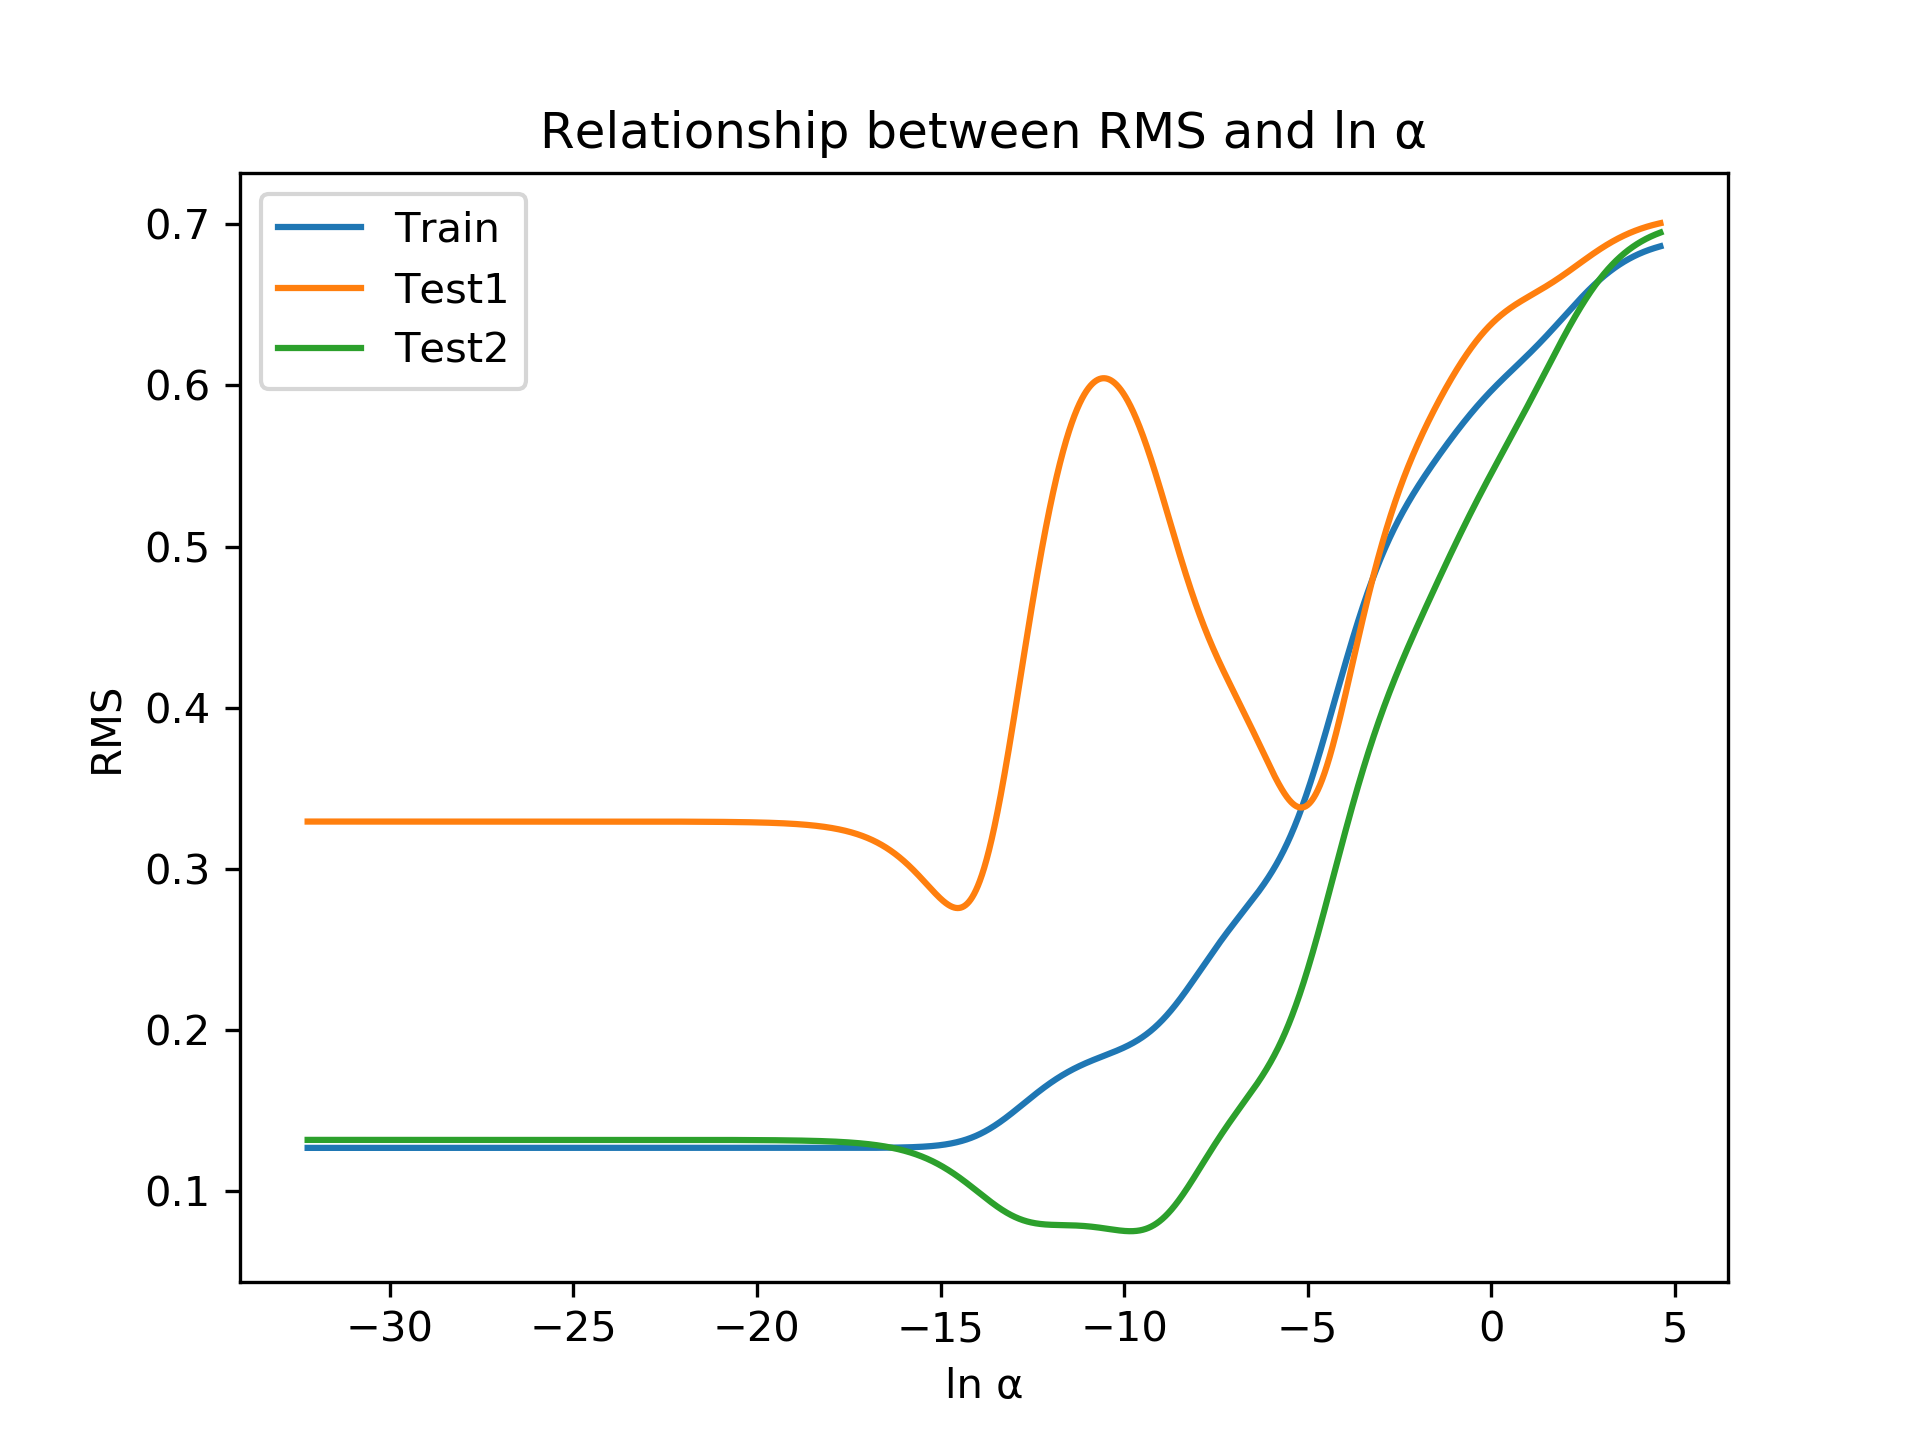 Relationship between RMS and ln α
Train
Test1
Test2
0.7
0.6
0.5
0.4
0.3
0.2
0.1
RMS
−30 −25 −20 −15 −10 −5 0 5
ln α